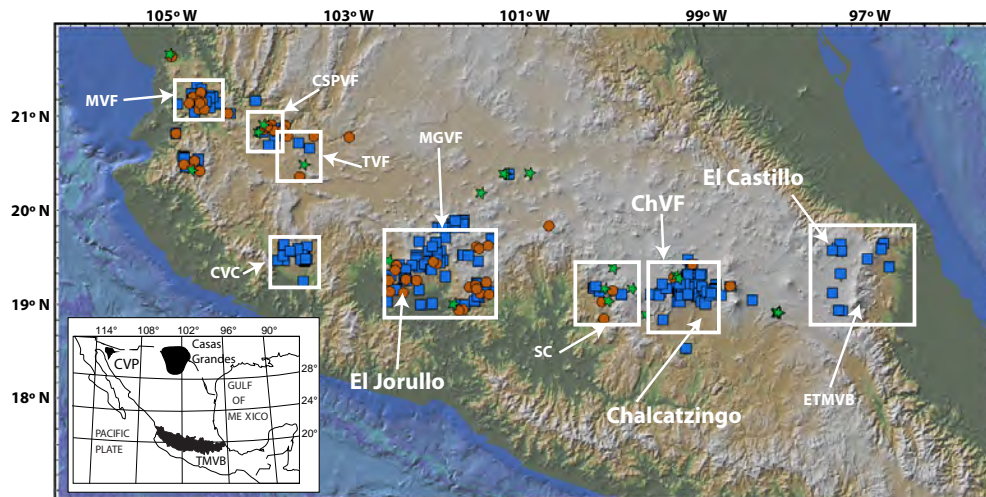 105°W 103°W 101°W 99°W 97°W
21° N
20° N
19° N
18° N
MVF
CSPVF
TVF
MGVF
El Castillo
ChVF
CVC
El Jorullo
SC
Chalcatzingo
ETMVB
114° 108° 102° 96° 90°
CVP
Casas
Grandes
28°
24°
20°
GULF
OF
ME XICO
PACIFIC
PLATE
TMVB